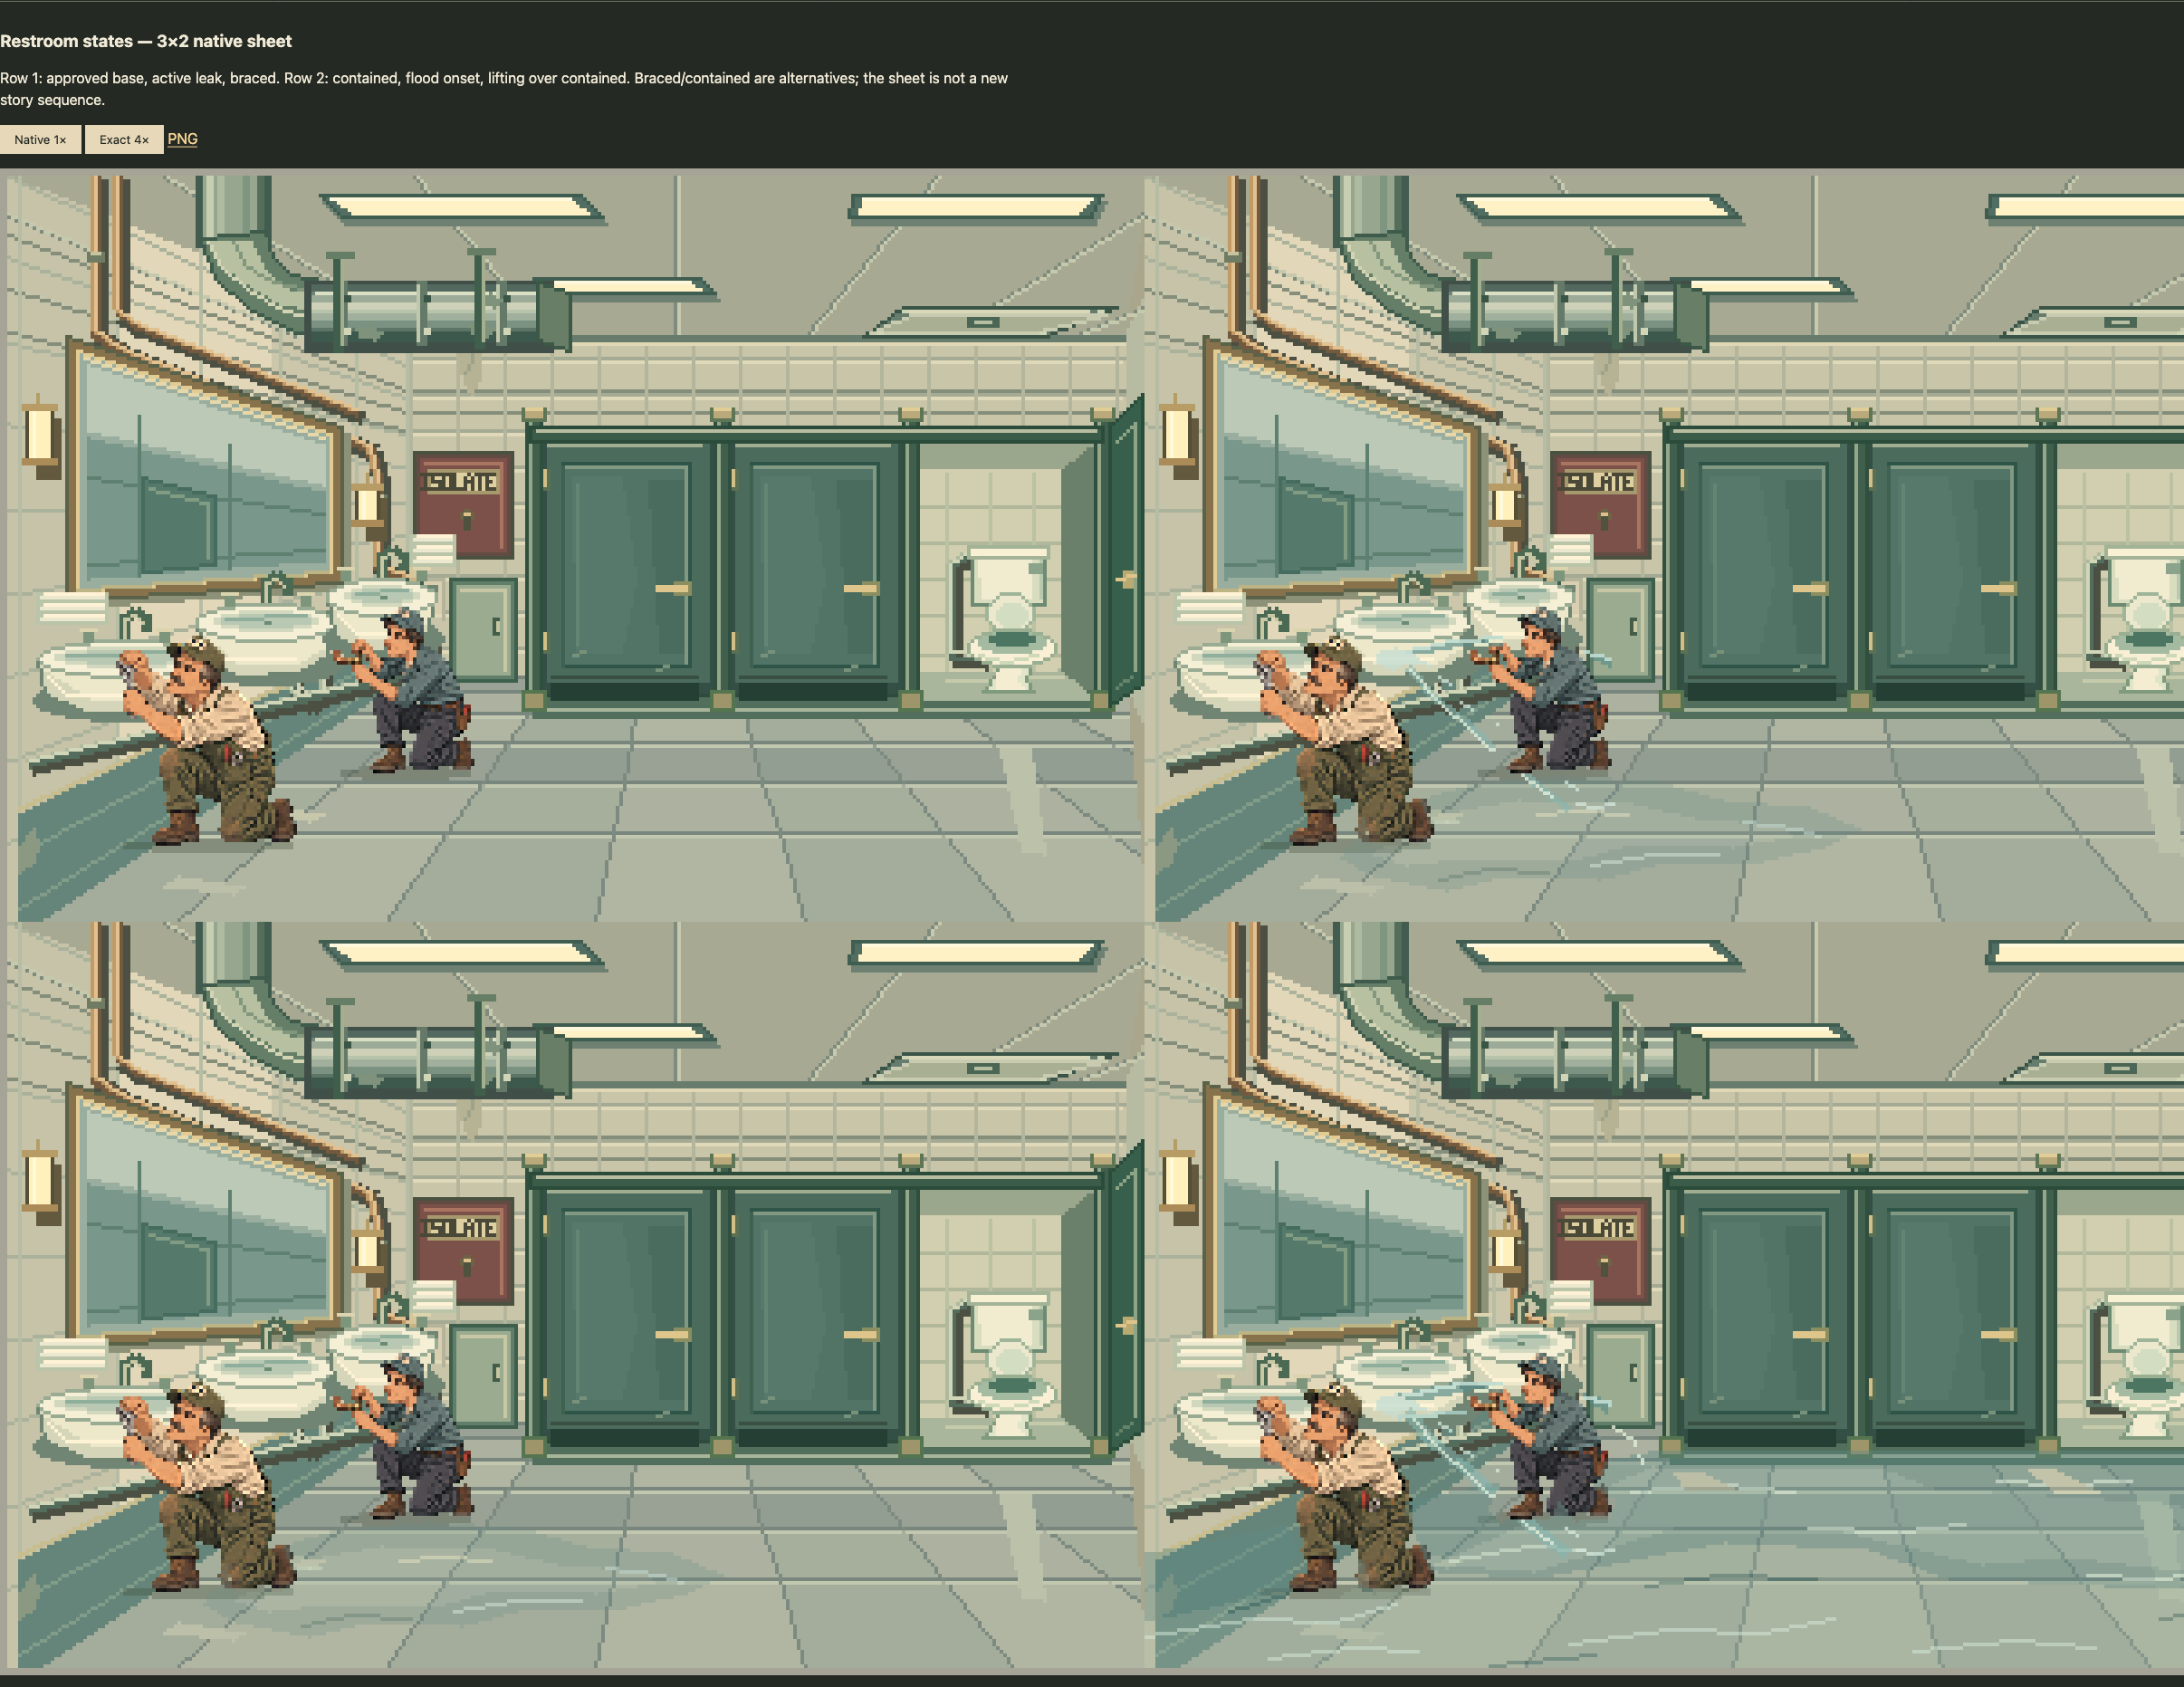 Restroom states — 3×2 native sheet
Row 1: approved base, active leak, braced. Row 2: contained, flood onset, lifting over contained. Braced/contained are alternatives; the sheet is not a new
story sequence.
Native 1× Exact 4× PNG
ISOLATE
ISOLATE
ISOLATE
ISOLATE